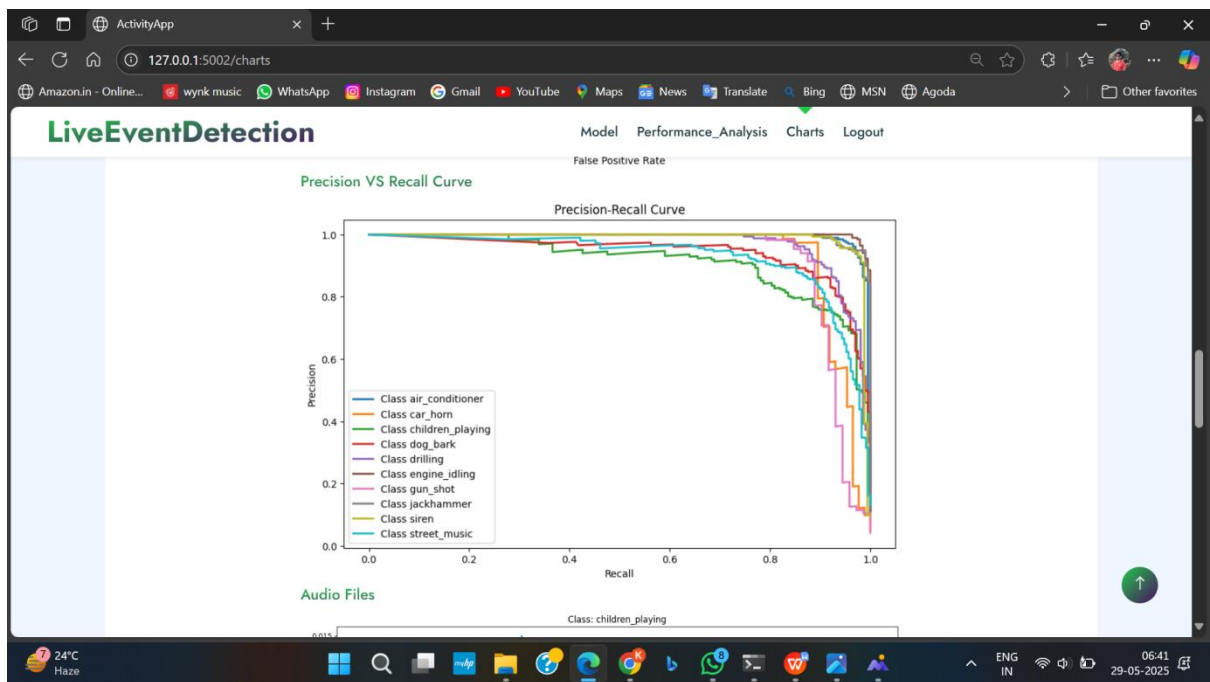 ActivityApp
127.0.0.1:5002/charts
Amazon.in - Online... wynk music WhatsApp Instagram Gmail YouTube Maps News Translate Bing MSN Agoda Other favorites
LiveEventDetection Model Performance_Analysis Charts Logout
False Positive Rate
Precision VS Recall Curve
Precision-Recall Curve
1.0
0.8
0.6
0.4
0.2
0.0
Precision
Class air_conditioner
Class car_horn
Class children_playing
Class dog_bark
Class drilling
Class engine_idling
Class gun_shot
Class jackhammer
Class siren
Class street_music
0.0 0.2 0.4 0.6 0.8 1.0
Recall
Audio Files
Class: children_playing
0.015
7 24°C
Haze
myhp
8
ENG
IN
06:41
29-05-2025